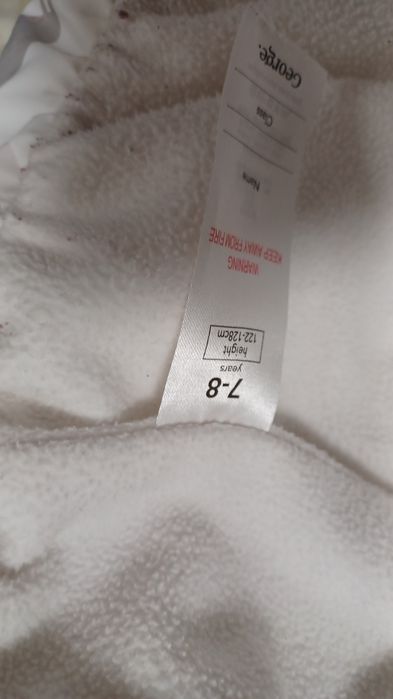 7-8
years
height
122-128cm
WARNING
KEEP AWAY FROM FIRE
Name
Class
George.